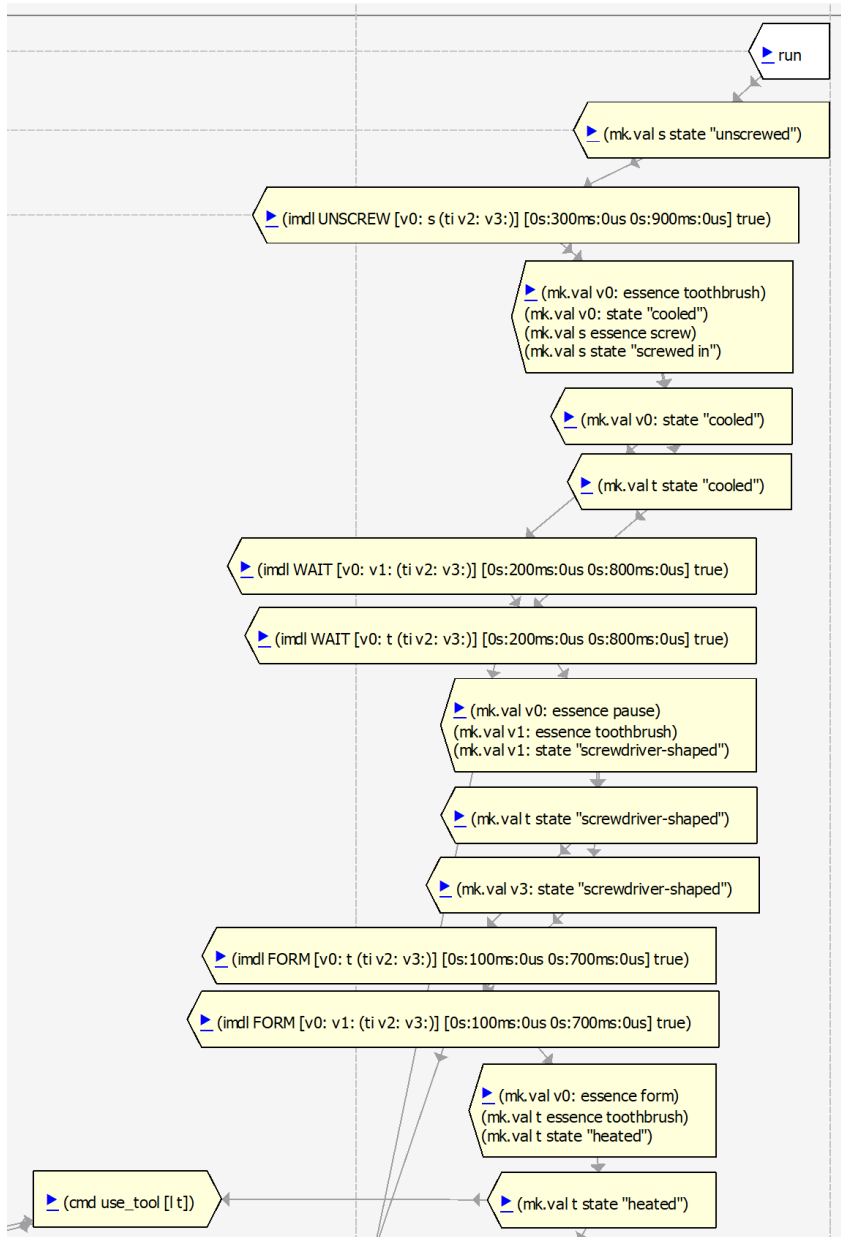 run
(mk.val s state "unscrewed")
(imdl UNSCREW [v0: s (ti v2: v3:)] [0s:300ms:0us 0s:900ms:0us] true)
(mk.val v0: essence toothbrush)
(mk.val v0: state "cooled")
(mk.val s essence screw)
(mk.val s state "screwed in")
(mk.val v0: state "cooled")
(mk.val t state "cooled")
(imdl WAIT [v0: v1: (ti v2: v3:)] [0s:200ms:0us 0s:800ms:0us] true)
(imdl WAIT [v0: t (ti v2: v3:)] [0s:200ms:0us 0s:800ms:0us] true)
(mk.val v0: essence pause)
(mk.val v1: essence toothbrush)
(mk.val v1: state "screwdriver-shaped")
(mk.val t state "screwdriver-shaped")
(mk.val v3: state "screwdriver-shaped")
(imdl FORM [v0: t (ti v2: v3:)] [0s:100ms:0us 0s:700ms:0us] true)
(imdl FORM [v0: v1: (ti v2: v3:)] [0s:100ms:0us 0s:700ms:0us] true)
(mk.val v0: essence form)
(mk.val t essence toothbrush)
(mk.val t state "heated")
(cmd use_tool [l t])
(mk.val t state "heated")